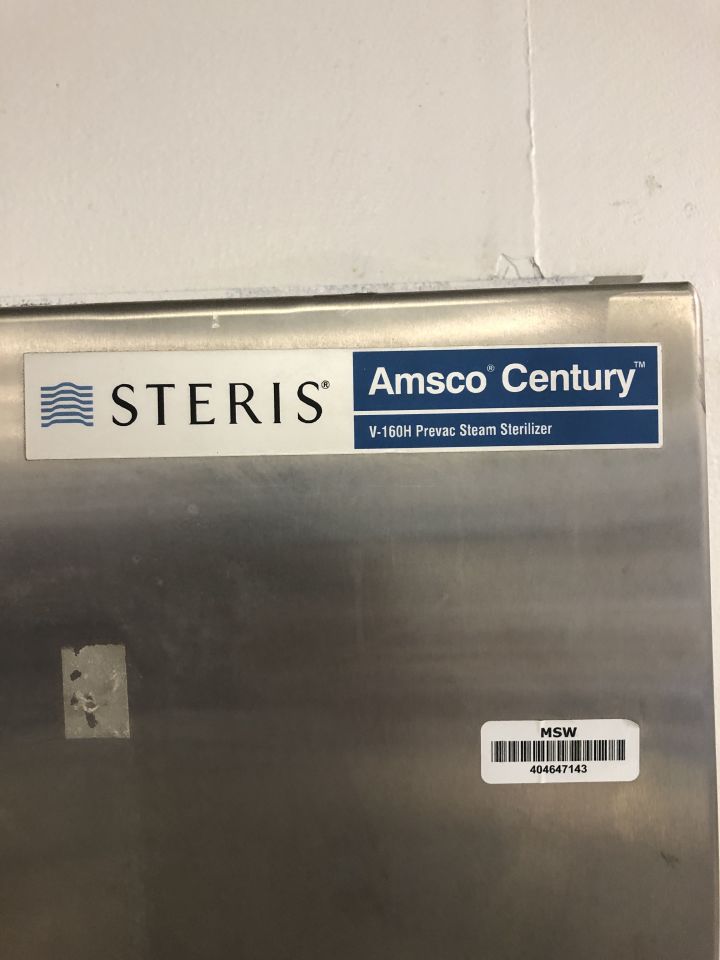 STERIS®
Amsco® Century™
V-160H Prevac Steam Sterilizer
MSW
404647143